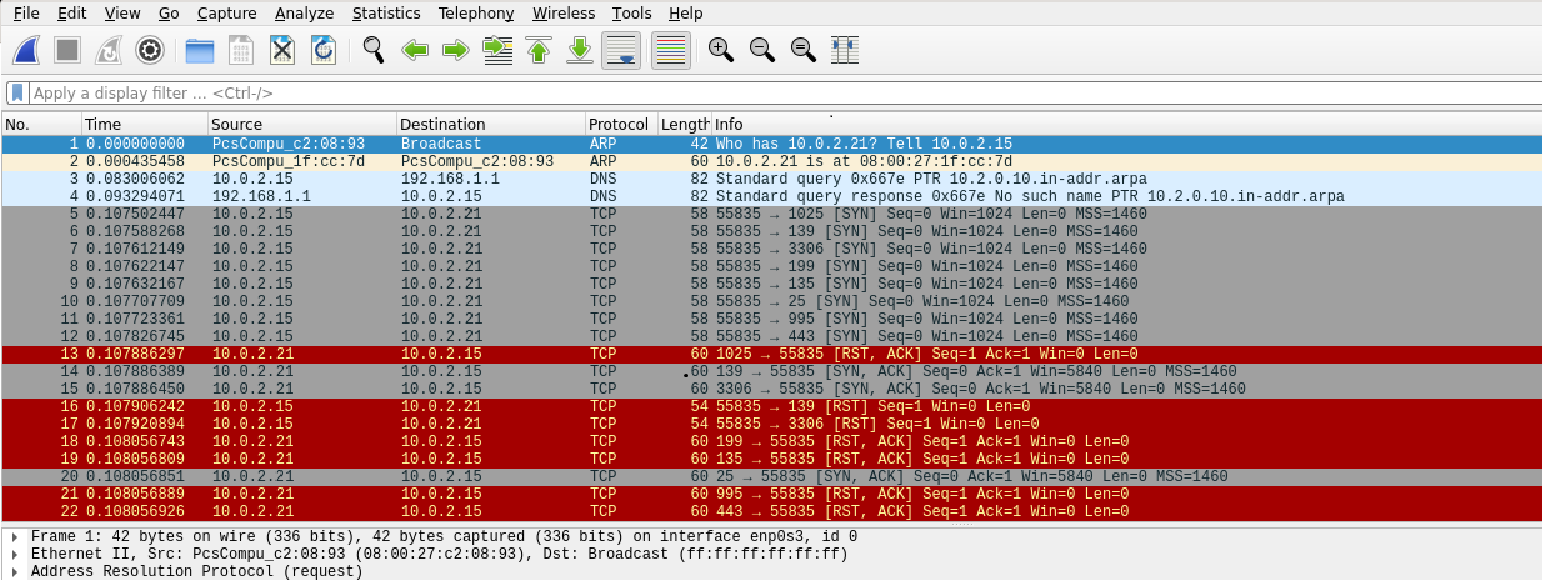 File Edit View Go Capture Analyze Statistics Telephony Wireless Tools Help
Apply a display filter ... <Ctrl-/>
No. Time Source Destination Protocol Length Info
1 0.000000000 PcsCompu_c2:08:93 Broadcast ARP 42 Who has 10.0.2.21? Tell 10.0.2.15
2 0.000435458 PcsCompu_1f:cc:7d PcsCompu_c2:08:93 ARP 60 10.0.2.21 is at 08:00:27:1f:cc:7d
3 0.083006062 10.0.2.15 192.168.1.1 DNS 82 Standard query 0x667e PTR 10.2.0.10.in-addr.arpa
4 0.093294071 192.168.1.1 10.0.2.15 DNS 82 Standard query response 0x667e No such name PTR 10.2.0.10.in-addr.arpa
5 0.107502447 10.0.2.15 10.0.2.21 TCP 58 55835 → 1025 [SYN] Seq=0 Win=1024 Len=0 MSS=1460
6 0.107588268 10.0.2.15 10.0.2.21 TCP 58 55835 → 139 [SYN] Seq=0 Win=1024 Len=0 MSS=1460
7 0.107612149 10.0.2.15 10.0.2.21 TCP 58 55835 → 3306 [SYN] Seq=0 Win=1024 Len=0 MSS=1460
8 0.107622147 10.0.2.15 10.0.2.21 TCP 58 55835 → 199 [SYN] Seq=0 Win=1024 Len=0 MSS=1460
9 0.107632167 10.0.2.15 10.0.2.21 TCP 58 55835 → 135 [SYN] Seq=0 Win=1024 Len=0 MSS=1460
10 0.107707709 10.0.2.15 10.0.2.21 TCP 58 55835 → 25 [SYN] Seq=0 Win=1024 Len=0 MSS=1460
11 0.107723361 10.0.2.15 10.0.2.21 TCP 58 55835 → 995 [SYN] Seq=0 Win=1024 Len=0 MSS=1460
12 0.107826745 10.0.2.15 10.0.2.21 TCP 58 55835 → 443 [SYN] Seq=0 Win=1024 Len=0 MSS=1460
13 0.107886297 10.0.2.21 10.0.2.15 TCP 60 1025 → 55835 [RST, ACK] Seq=1 Ack=1 Win=0 Len=0
14 0.107886389 10.0.2.21 10.0.2.15 TCP 60 139 → 55835 [SYN, ACK] Seq=0 Ack=1 Win=5840 Len=0 MSS=1460
15 0.107886450 10.0.2.21 10.0.2.15 TCP 60 3306 → 55835 [SYN, ACK] Seq=0 Ack=1 Win=5840 Len=0 MSS=1460
16 0.107906242 10.0.2.15 10.0.2.21 TCP 54 55835 → 139 [RST] Seq=1 Win=0 Len=0
17 0.107920894 10.0.2.15 10.0.2.21 TCP 54 55835 → 3306 [RST] Seq=1 Win=0 Len=0
18 0.108056743 10.0.2.21 10.0.2.15 TCP 60 199 → 55835 [RST, ACK] Seq=1 Ack=1 Win=0 Len=0
19 0.108056809 10.0.2.21 10.0.2.15 TCP 60 135 → 55835 [RST, ACK] Seq=1 Ack=1 Win=0 Len=0
20 0.108056851 10.0.2.21 10.0.2.15 TCP 60 25 → 55835 [SYN, ACK] Seq=0 Ack=1 Win=5840 Len=0 MSS=1460
21 0.108056889 10.0.2.21 10.0.2.15 TCP 60 995 → 55835 [RST, ACK] Seq=1 Ack=1 Win=0 Len=0
22 0.108056926 10.0.2.21 10.0.2.15 TCP 60 443 → 55835 [RST, ACK] Seq=1 Ack=1 Win=0 Len=0
Frame 1: 42 bytes on wire (336 bits), 42 bytes captured (336 bits) on interface enp0s3, id 0
Ethernet II, Src: PcsCompu_c2:08:93 (08:00:27:c2:08:93), Dst: Broadcast (ff:ff:ff:ff:ff:ff)
Address Resolution Protocol (request)